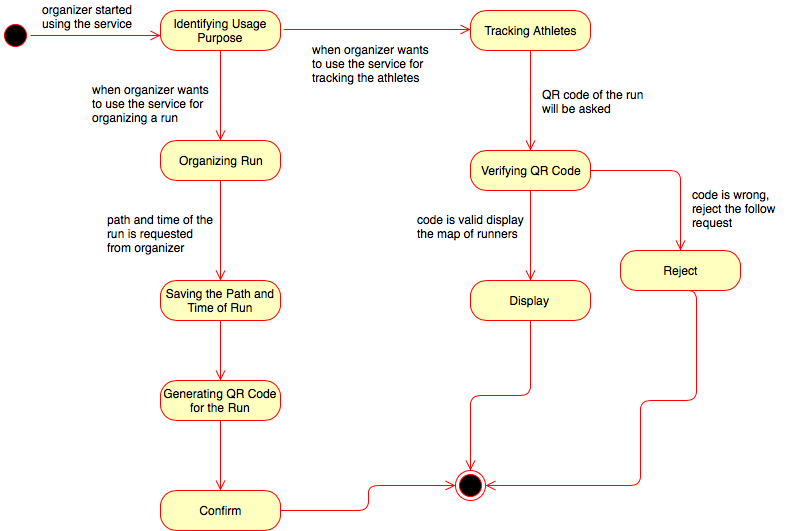 organizer started
using the service
Identifying Usage
Purpose
when organizer wants
to use the service for
tracking the athletes
Tracking Athletes
when organizer wants
to use the service for
organizing a run
QR code of the run
will be asked
Organizing Run
Verifying QR Code
path and time of the
run is requested
from organizer
code is valid display
the map of runners
code is wrong,
reject the follow
request
Saving the Path and
Time of Run
Display
Reject
Generating QR Code
for the Run
Confirm